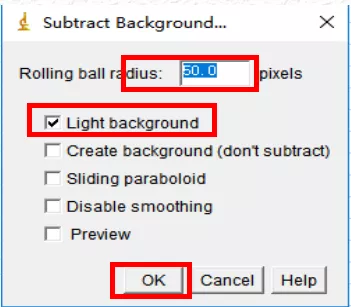 Subtract Background...
Rolling ball radius: 50.0 pixels
Light background
Create background (don't subtract)
Sliding paraboloid
Disable smoothing
Preview
OK Cancel Help